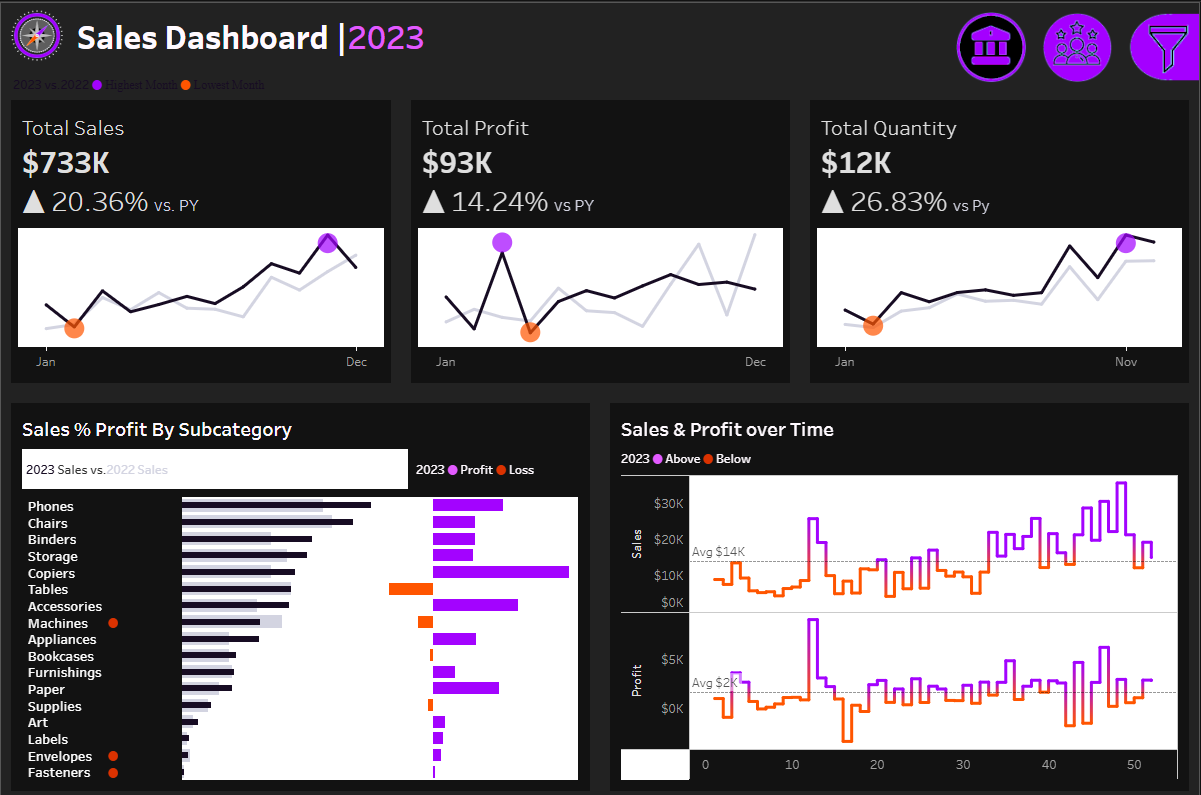 Sales Dashboard |2023
2023 vs.2022 Highest Month Lowest Month
Total Sales
$733K
▲ 20.36% vs. PY
Jan Dec
Total Profit
$93K
▲ 14.24% vs PY
Jan Dec
Total Quantity
$12K
▲ 26.83% vs Py
Jan Nov
Sales % Profit By Subcategory
2023 Sales vs.2022 Sales
2023 Profit Loss
Phones
Chairs
Binders
Storage
Copiers
Tables
Accessories
Machines
Appliances
Bookcases
Furnishings
Paper
Supplies
Art
Labels
Envelopes
Fasteners
Sales & Profit over Time
2023 Above Below
Sales
$30K
$20K
$10K
$0K
Avg $14K
Profit
$5K
$0K
Avg $2K
0 10 20 30 40 50